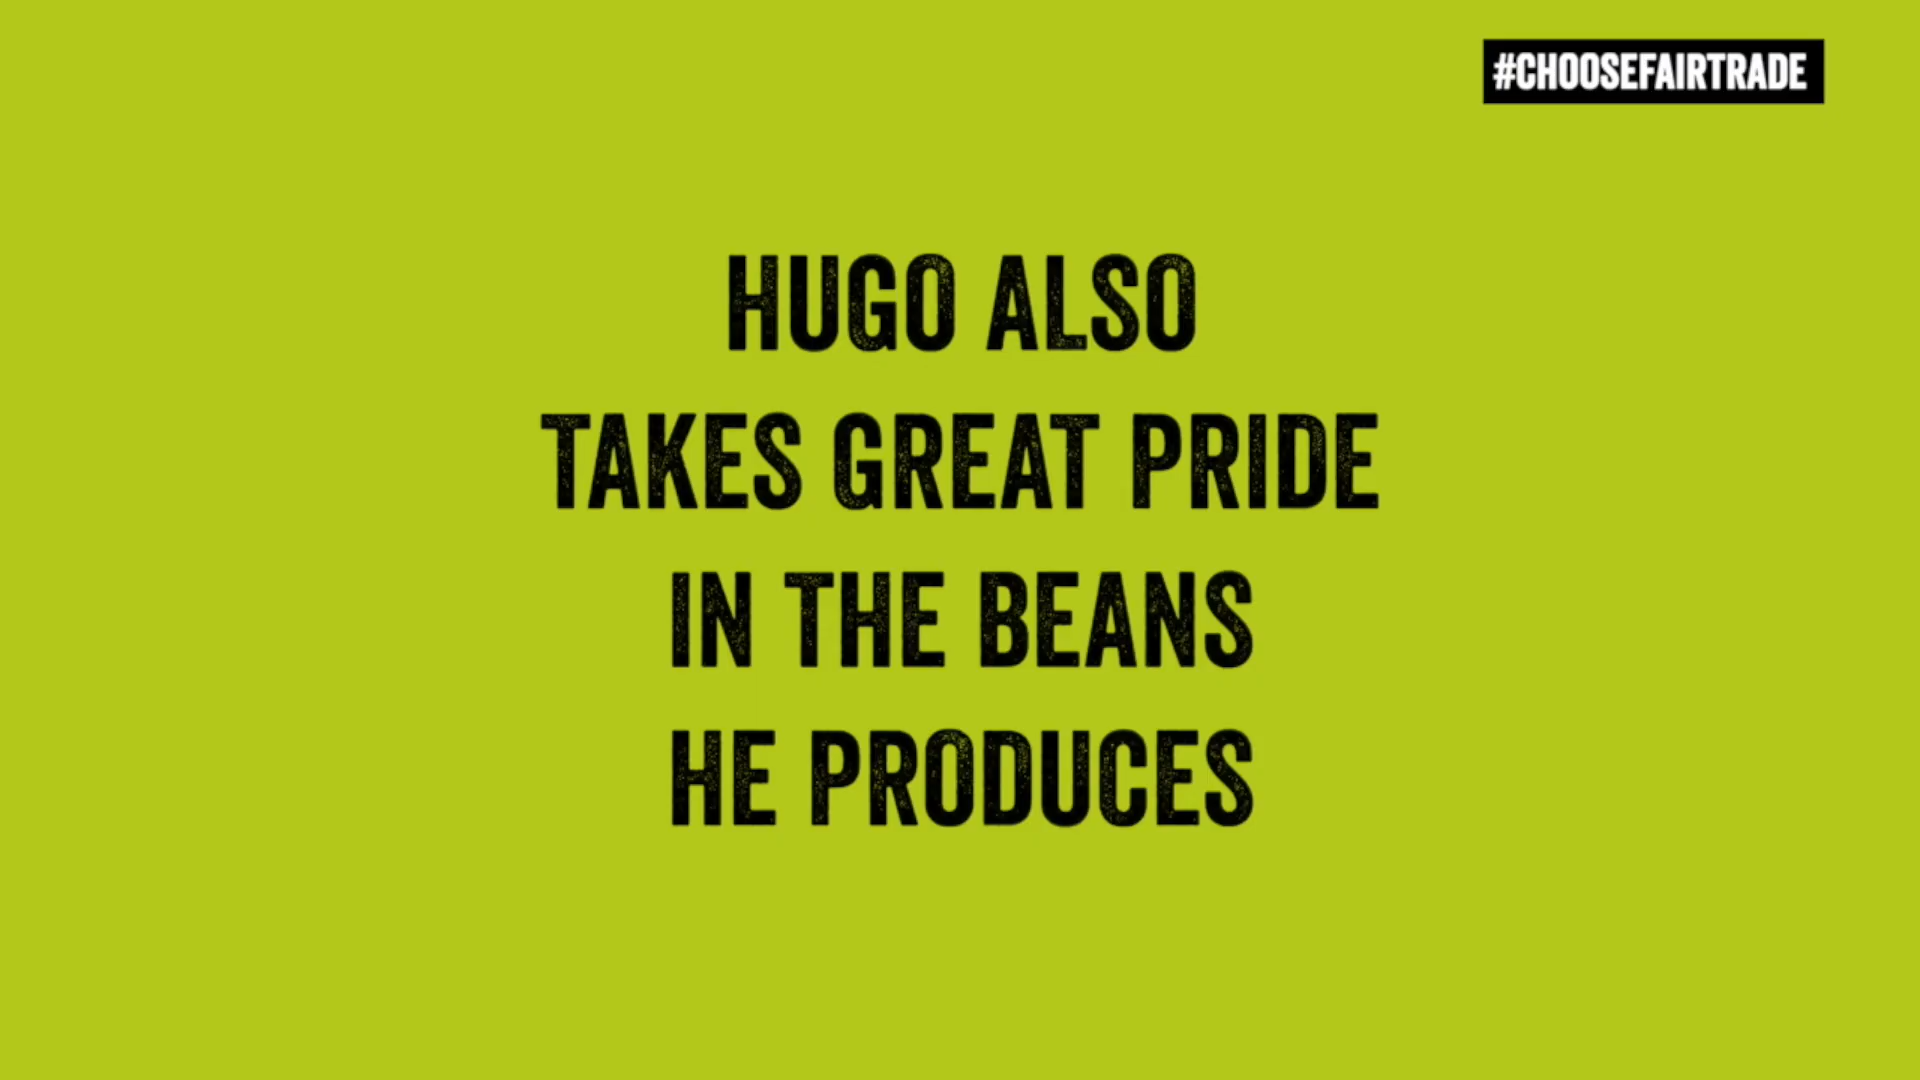 #CHOOSEFAIRTRADE
HUGO ALSO
TAKES GREAT PRIDE
IN THE BEANS
HE PRODUCES